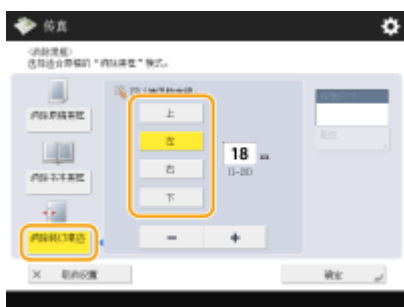 传真
<消除黑框>
选择适合原稿的"消除黑框"模式。
消除原稿黑框
上
左
18
(1-20)
右
消除书本黑框
下
消除装订黑边
- +
× 取消设置
确定